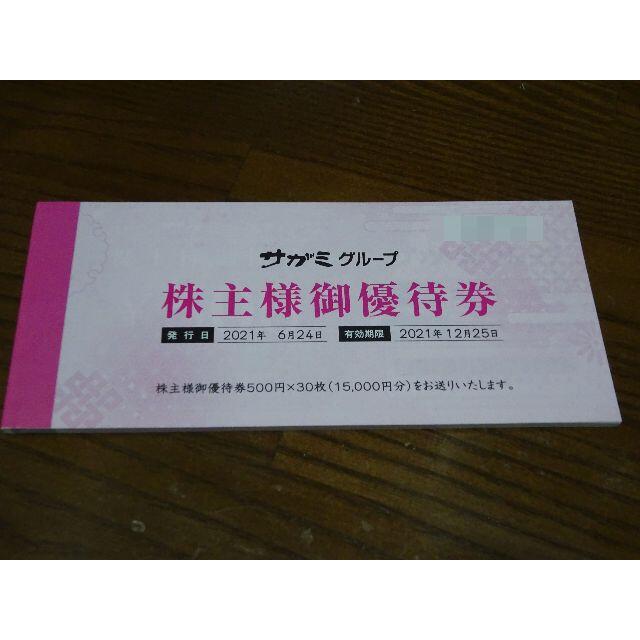 サガミグループ
株主様御優待券
発行日 2021年 6月24日 有効期限 2021年12月25日
株主様御優待券500円×30枚(15,000円分)をお送りいたします。